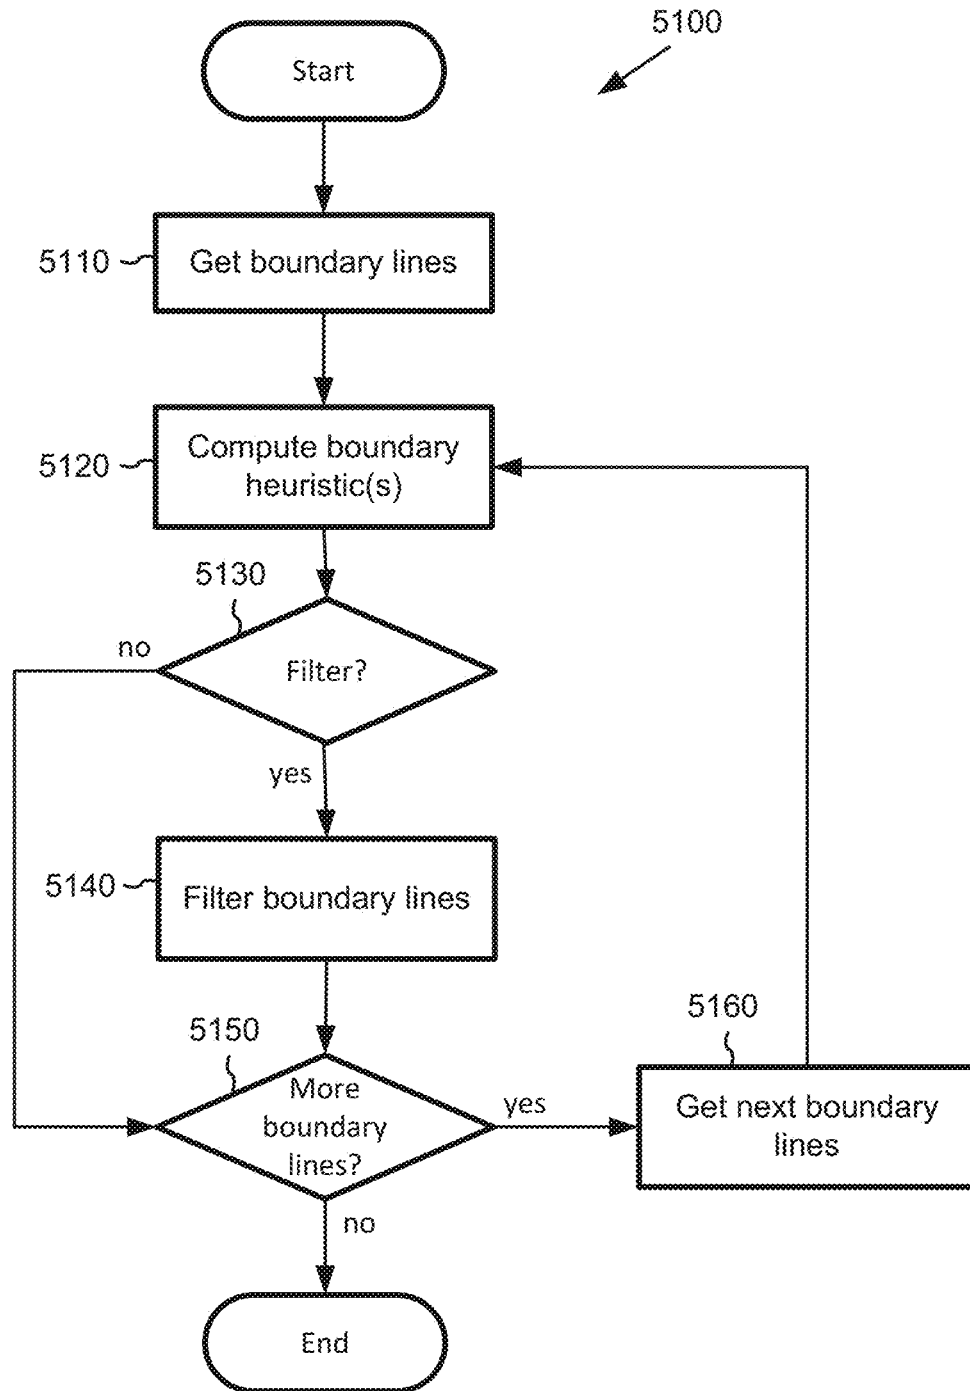 5100
Start
5110
Get boundary lines
5120
Compute boundary
heuristic(s)
5130
no
Filter?
yes
5140
Filter boundary lines
5150
More
boundary
lines?
yes
5160
Get next boundary
lines
no
End